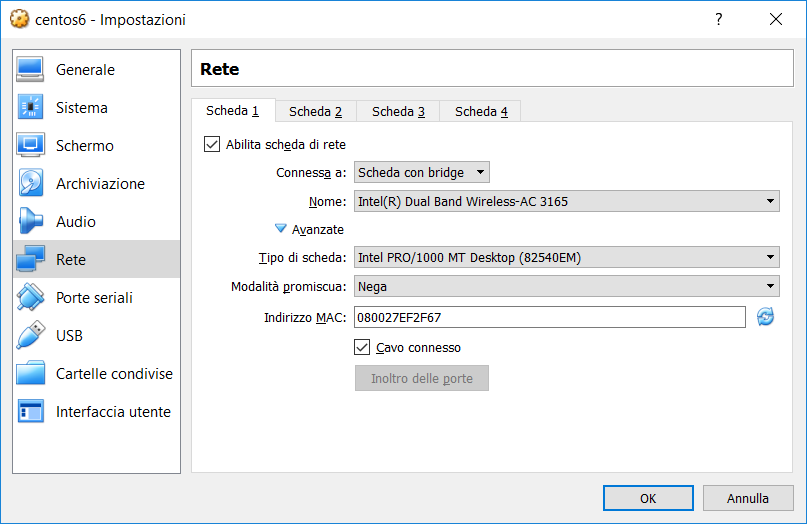 centos6 - Impostazioni
?
Generale
Sistema
Schermo
Archiviazione
Audio
Rete
Porte seriali
USB
Cartelle condivise
Interfaccia utente
Rete
Scheda 1
Scheda 2
Scheda 3
Scheda 4
Abilita scheda di rete
Connessa a: Scheda con bridge
Nome: Intel(R) Dual Band Wireless-AC 3165
Avanzate
Tipo di scheda: Intel PRO/1000 MT Desktop (82540EM)
Modalità promiscua: Nega
Indirizzo MAC: 080027EF2F67
Cavo connesso
Inoltro delle porte
OK
Annulla